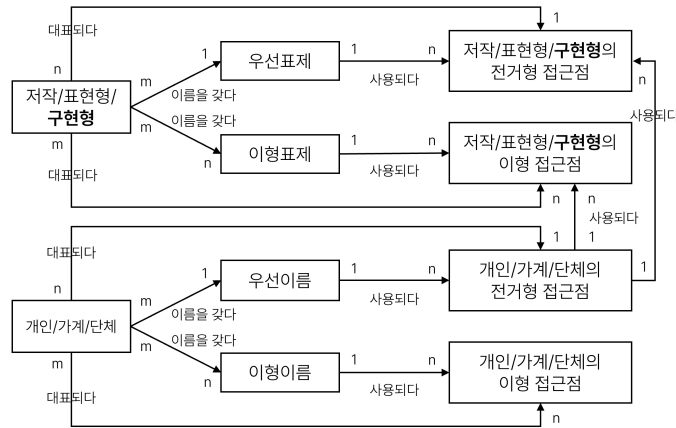 대표되다
1
n
저작/표현형/
구현형
m
m
m
1
이름을 갖다
이름을 갖다
n
우선표제
1
n
사용되다
저작/표현형/구현형의
전거형 접근점
n
사용되다
이형표제
1
n
사용되다
저작/표현형/구현형의
이형 접근점
대표되다
n
n
사용되다
1
1
대표되다
n
개인/가계/단체
m
m
m
1
이름을 갖다
이름을 갖다
n
우선이름
1
n
사용되다
개인/가계/단체의
전거형 접근점
1
이형이름
1
n
사용되다
개인/가계/단체의
이형 접근점
대표되다
n